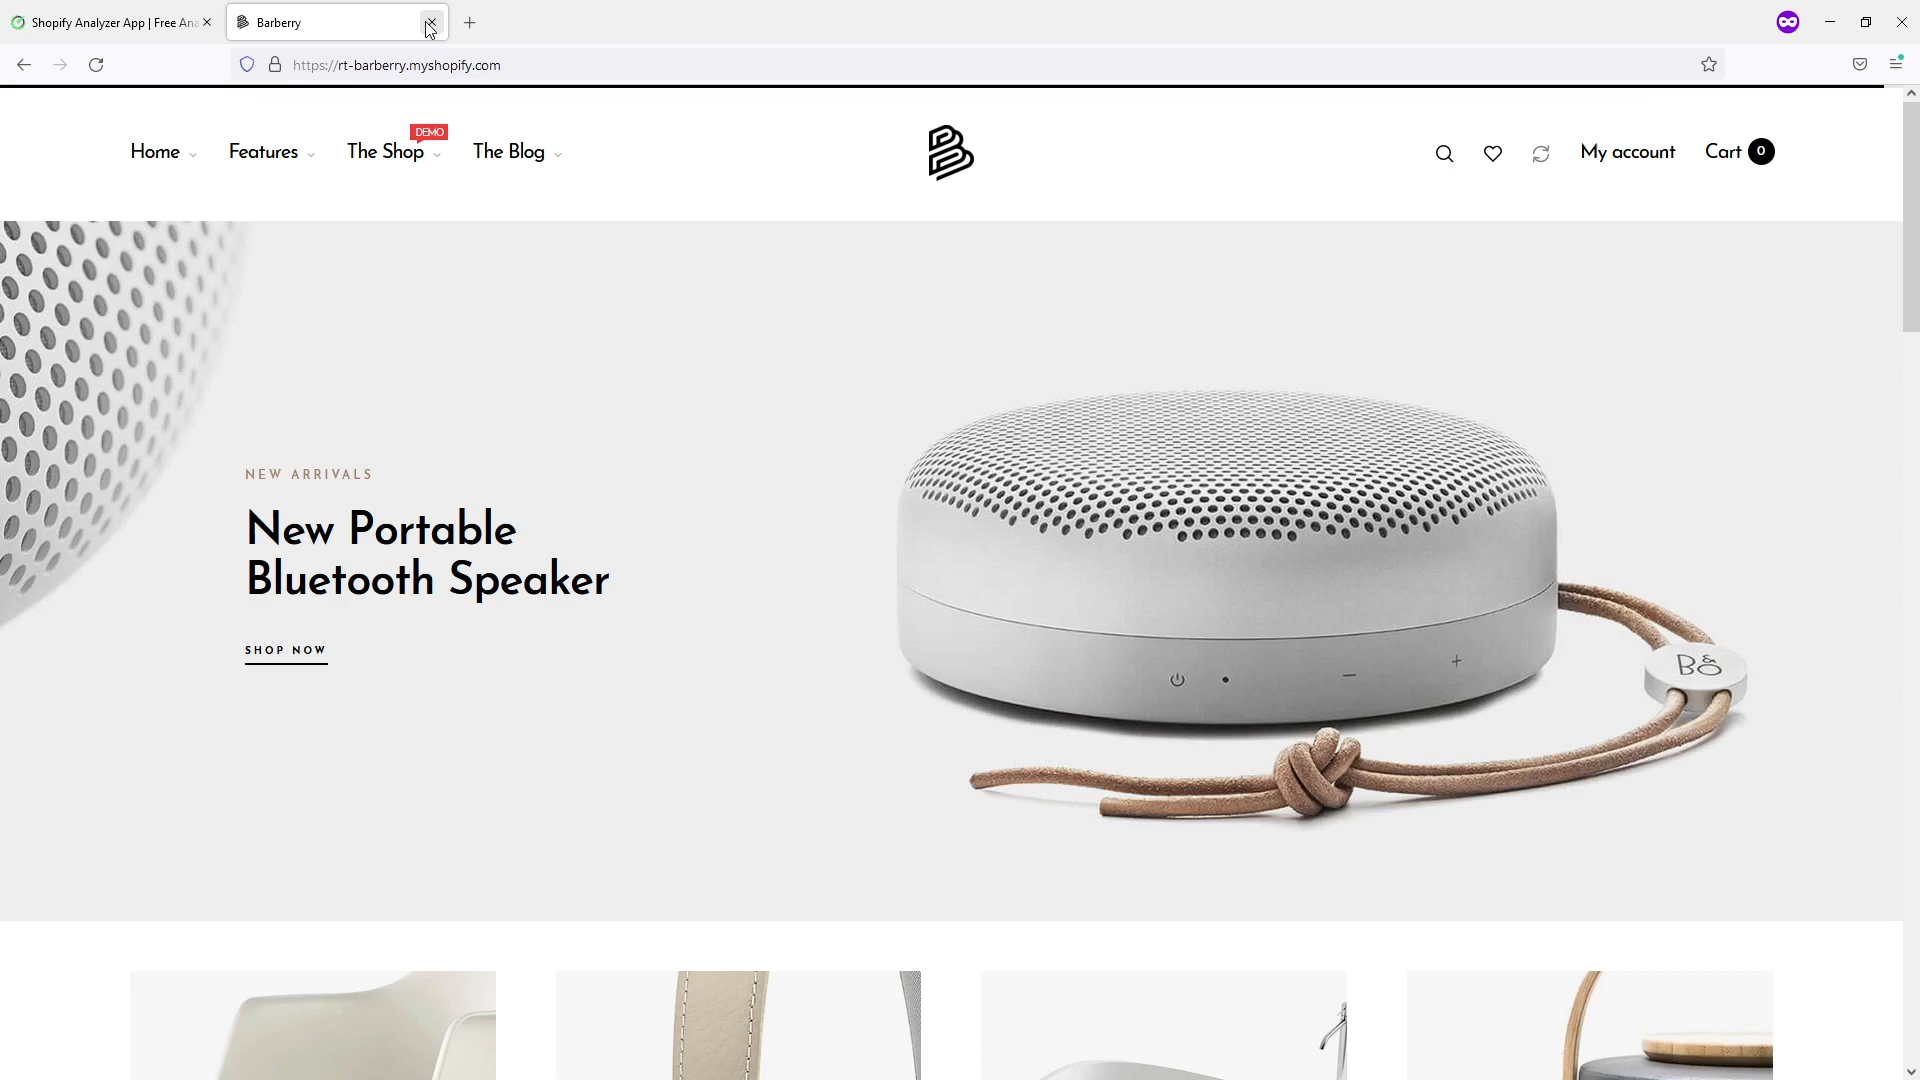 Shopify Analyzer App | Free Ana
Barberry
https://rt-barberry.myshopify.com
Home
Features
The Shop
DEMO
The Blog
My account
Cart 0
NEW ARRIVALS
New Portable
Bluetooth Speaker
SHOP NOW
B&O